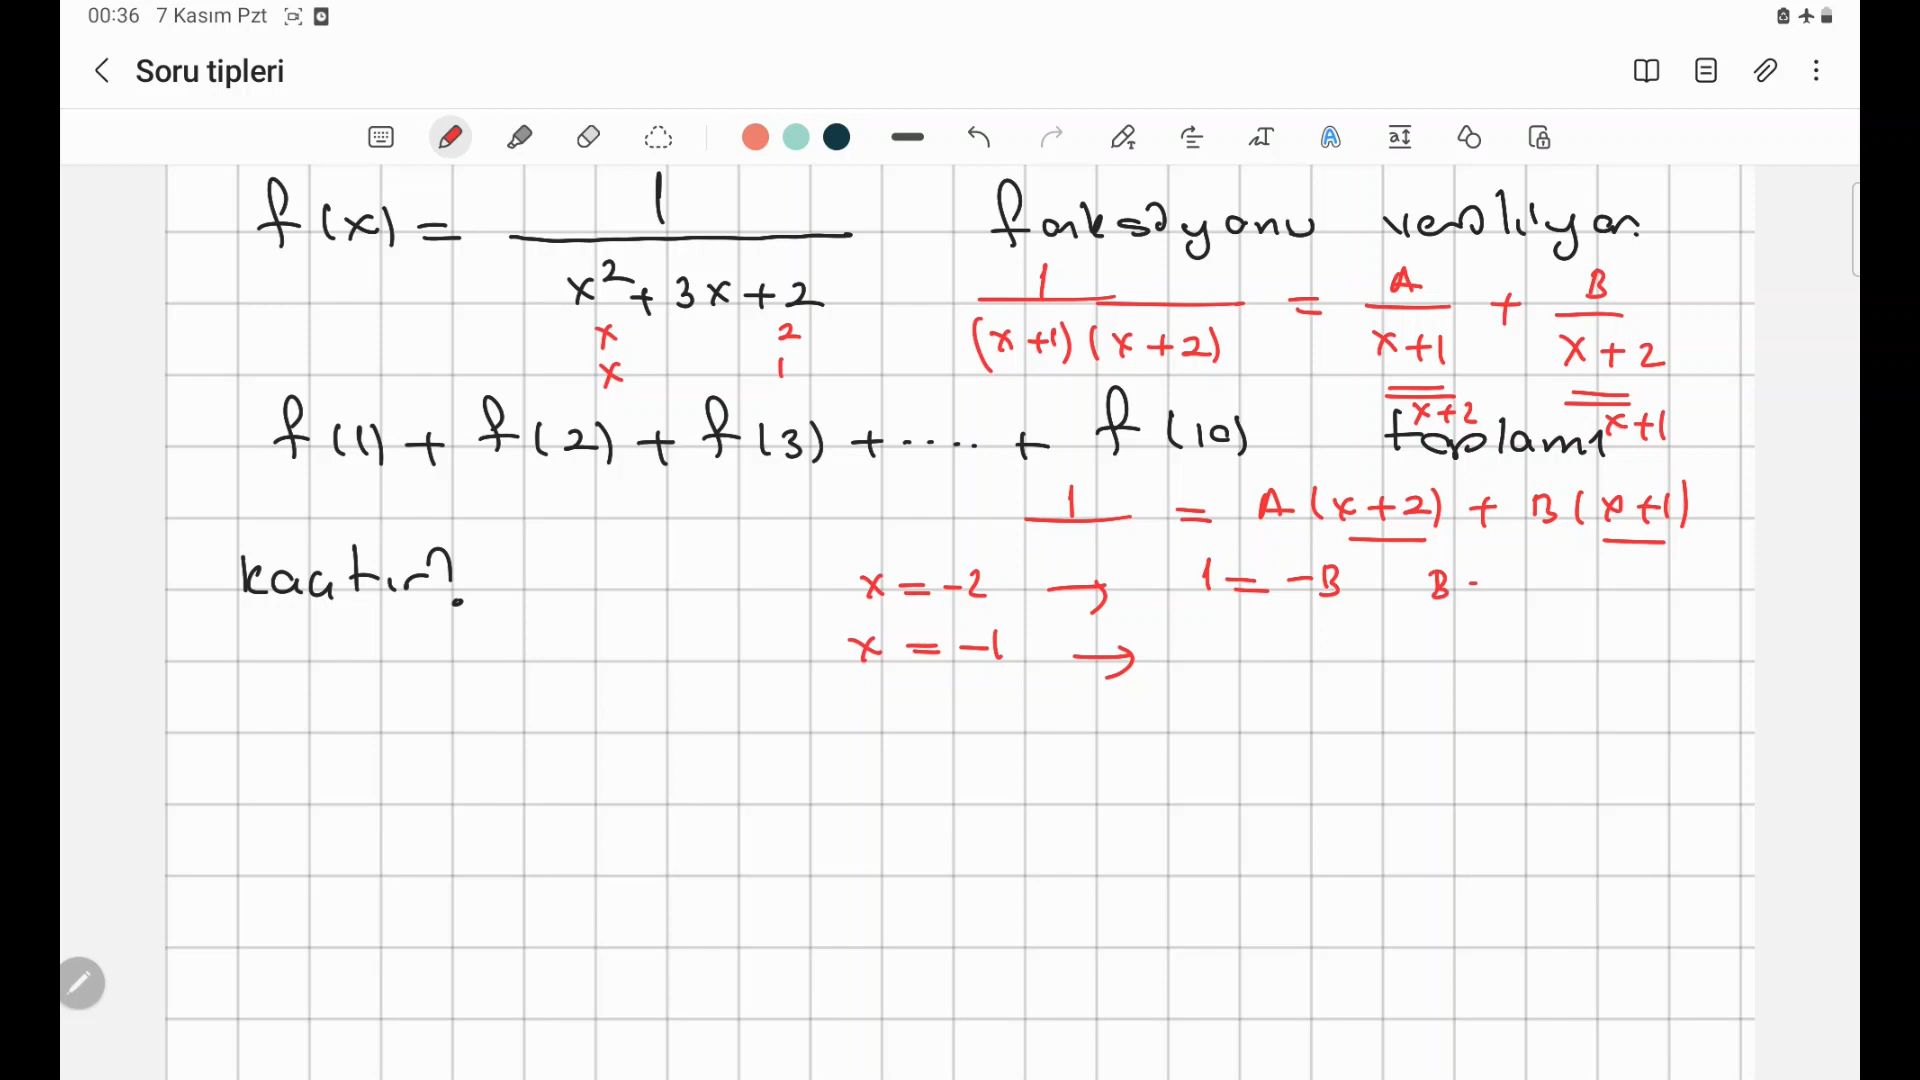 00:36 7 Kasım Pzt
Soru tipleri
f(x) = 1 / (x² + 3x + 2) fonksiyonu veriliyor.
1 / ((x+1)(x+2)) = A / (x+1) + B / (x+2)
x 2
x 1
x+2 x+1
f(1) + f(2) + f(3) + .... + f(10) toplamı
1 = A(x+2) + B(x+1)
kaçtır?
x = -2 → 1 = -B B -
x = -1 →